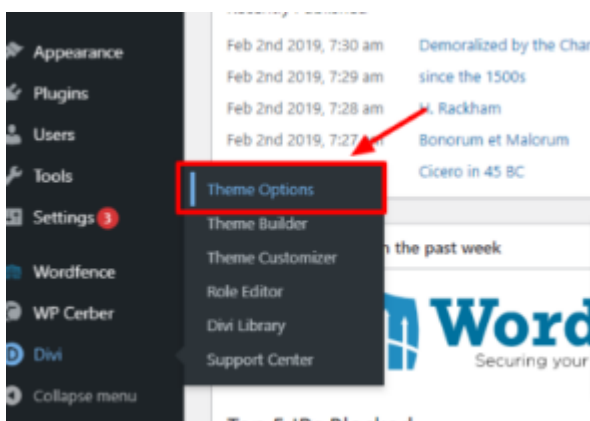 Appearance
Plugins
Users
Tools
Settings 3
Wordfence
WP Cerber
Divi
Collapse menu
Theme Options
Theme Builder
Theme Customizer
Role Editor
Divi Library
Support Center
Recently Published
Feb 2nd 2019, 7:30 am Demoralized by the
Feb 2nd 2019, 7:29 am since the 1500s
Feb 2nd 2019, 7:28 am H. Rackham
Feb 2nd 2019, 7:27 am Bonorum et Malorum
Cicero in 45 BC
the past week
Word
Securing your